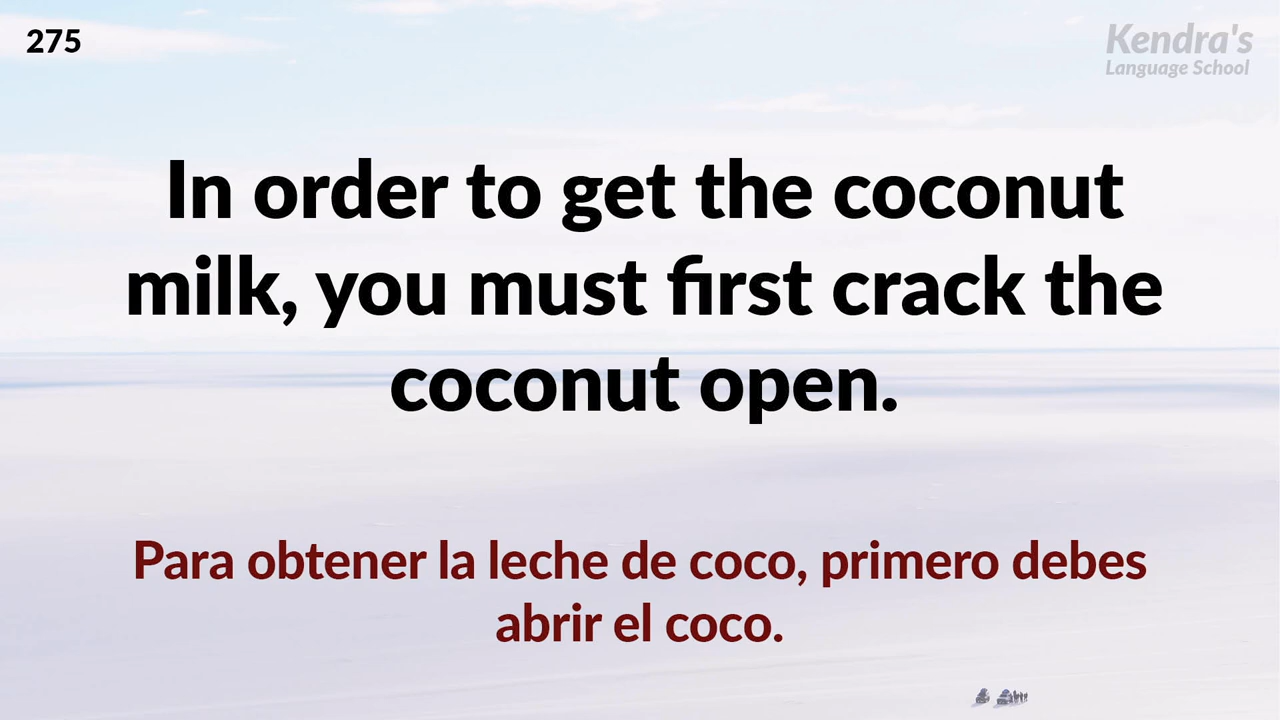 275
Kendra's
Language School
In order to get the coconut
milk, you must first crack the
coconut open.
Para obtener la leche de coco, primero debes
abrir el coco.